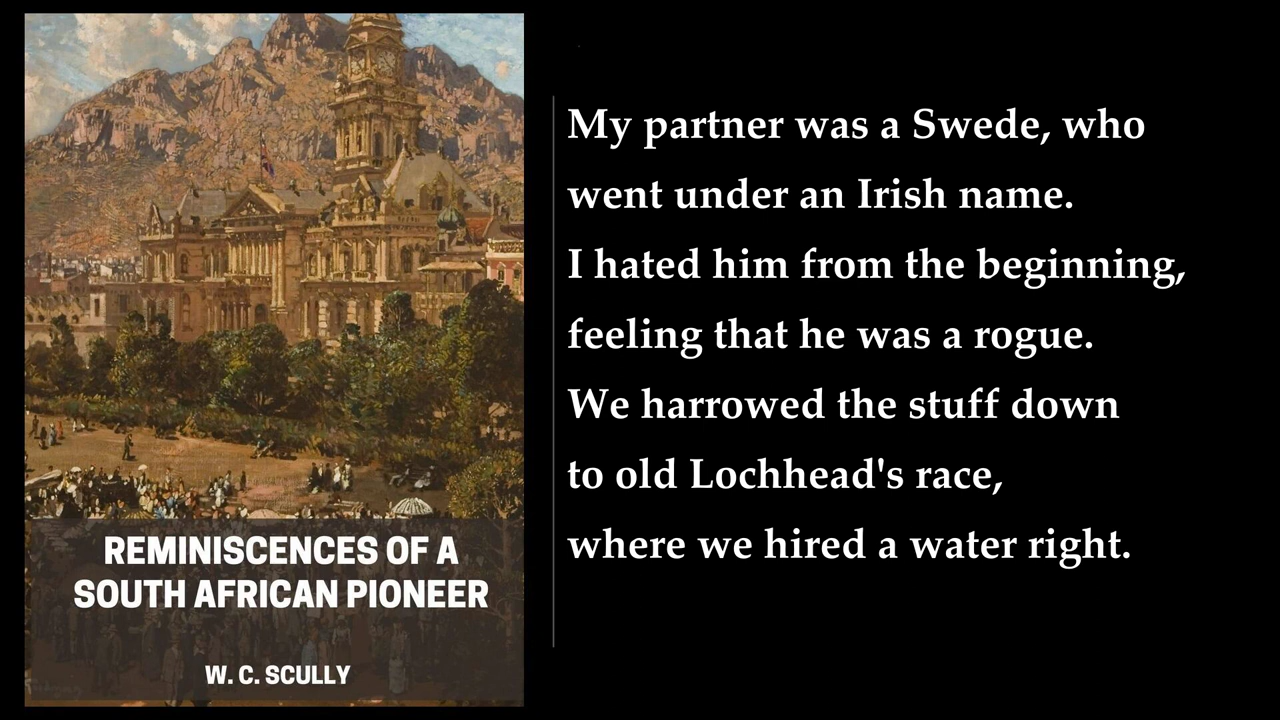 My partner was a Swede, who
went under an Irish name.
I hated him from the beginning,
feeling that he was a rogue.
We harrowed the stuff down
to old Lochhead's race,
where we hired a water right.
REMINISCENCES OF A
SOUTH AFRICAN PIONEER
W. C. SCULLY